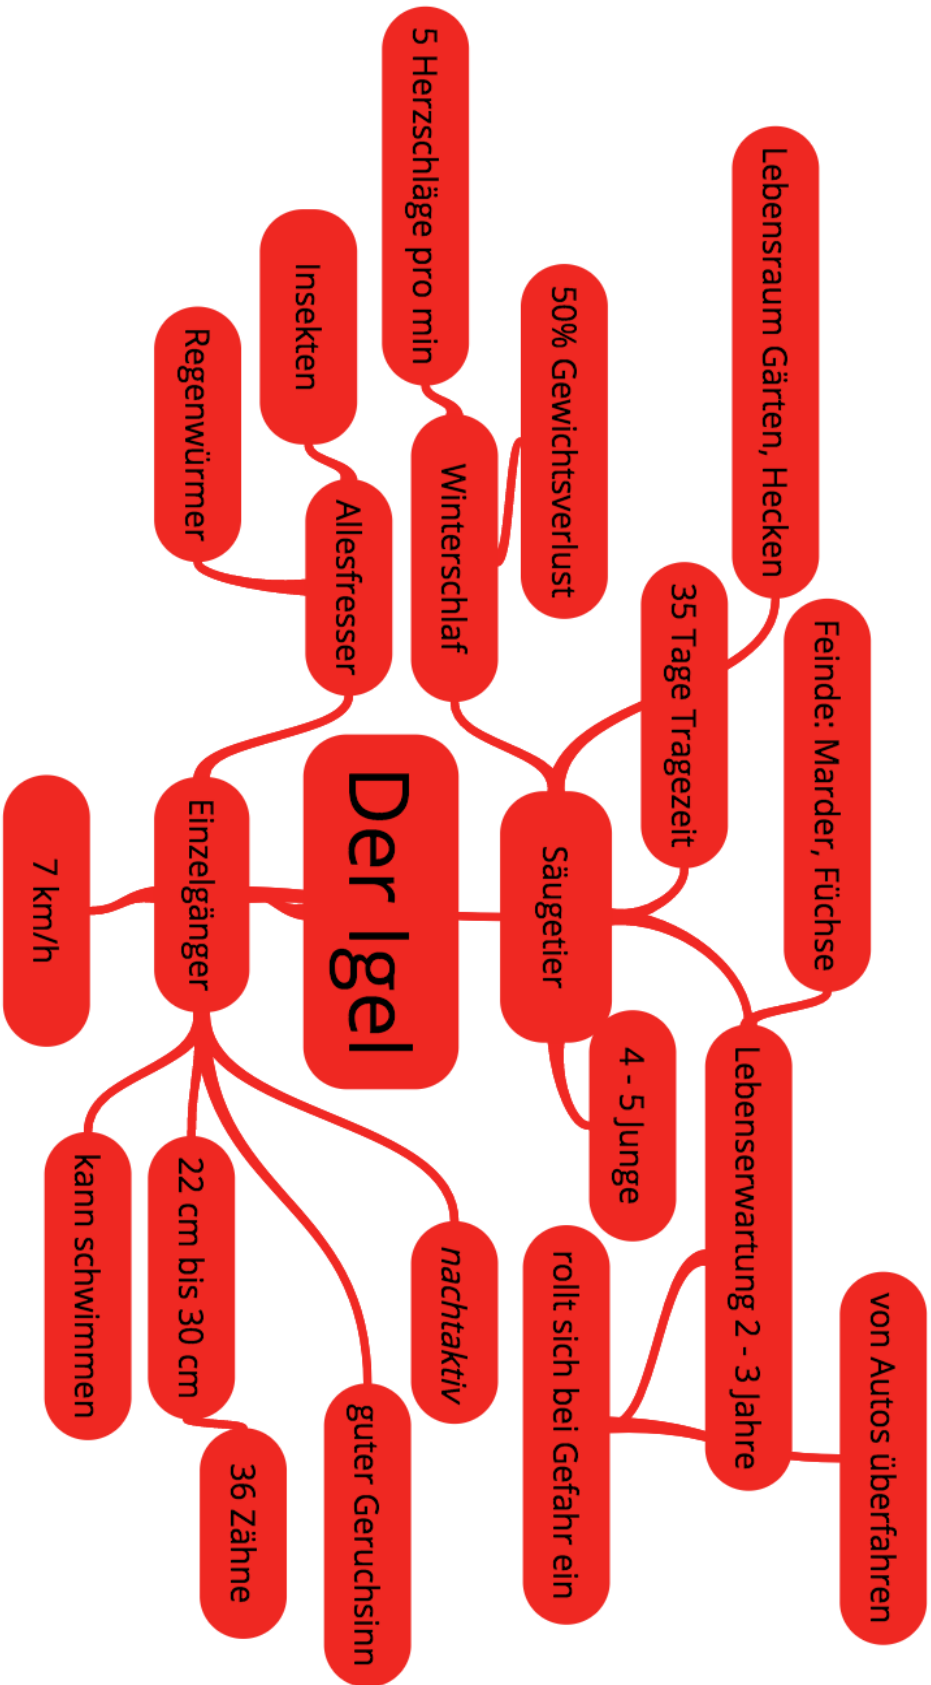 von Autos überfahren
Feinde: Marder, Füchse
Lebensraum Gärten, Hecken
Lebenserwartung 2 - 3 Jahre
35 Tage Tragezeit
4 - 5 Junge
50% Gewichtsverlust
Säugetier
rollt sich bei Gefahr ein
5 Herzschläge pro min
Winterschlaf
nachtaktiv
Der Igel
Allesfresser
guter Geruchsinn
Insekten
36 Zähne
Regenwürmer
Einzelgänger
22 cm bis 30 cm
kann schwimmen
7 km/h